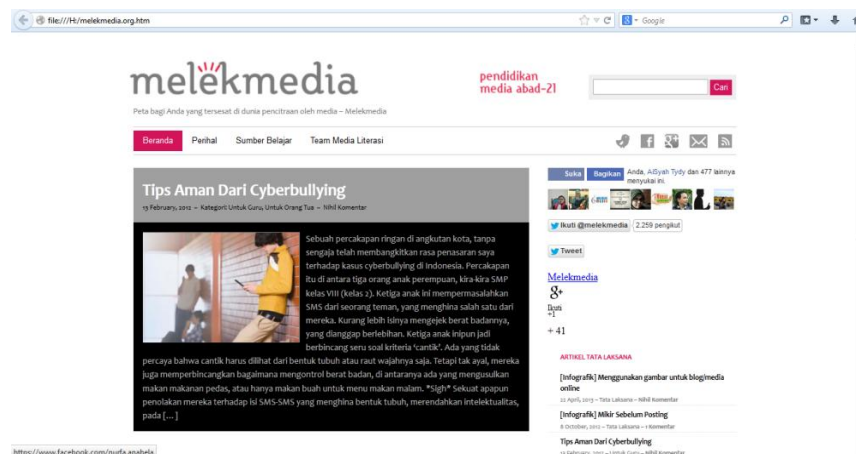 file:///H:/melekmedia.org.htm
Google
melekmedia
pendidikan
media abad-21
Cari
Peta bagi Anda yang tersesat di dunia pencitraan oleh media – Melekmedia
Beranda Perihal Sumber Belajar Team Media Literasi
Tips Aman Dari Cyberbullying
19 February, 2012 – Kategori: Untuk Guru, Untuk Orang Tua – Nihil Komentar
Sebuah percakapan ringan di angkutan kota, tanpa
sengaja telah membangkitkan rasa penasaran saya
terhadap kasus cyberbullying di Indonesia. Percakapan
itu di antara tiga orang anak perempuan, kira-kira SMP
kelas VIII (kelas 2). Ketiga anak ini mempermasalahkan
SMS dari seorang teman, yang menghina salah satu dari
mereka. Kurang lebih isinya mengejek berat badannya,
yang dianggap berlebihan. Ketiga anak inipun jadi
berbincang seru soal kriteria ‘cantik’. Ada yang tidak
percaya bahwa cantik harus dilihat dari bentuk tubuh atau raut wajahnya saja. Tetapi tak ayal, mereka
juga memperbincangkan bagaimana mengontrol berat badan, di antaranya ada yang mengusulkan
makan makanan pedas, atau hanya makan buah untuk menu makan malam. *Sigh* Sekuat apapun
penolakan mereka terhadap isi SMS-SMS yang menghina bentuk tubuh, merendahkan intelektualitas,
pada [...]
Suka Bagikan Anda, AiSyah Tydy dan 477 lainnya
menyukai ini.
Ikuti @melekmedia 2.259 pengikut
Tweet
Melekmedia
g+
Ikuti
+1
+ 41
ARTIKEL TATA LAKSANA
[Infografik] Menggunakan gambar untuk blog/media
online
22 April, 2013 – Tata Laksana – Nihil Komentar
[Infografik] Mikir Sebelum Posting
8 October, 2012 – Tata Laksana – 1 Komentar
Tips Aman Dari Cyberbullying
19 February, 2012 – Untuk Guru – Nihil Komentar
https://www.facebook.com/nurfa.anabela